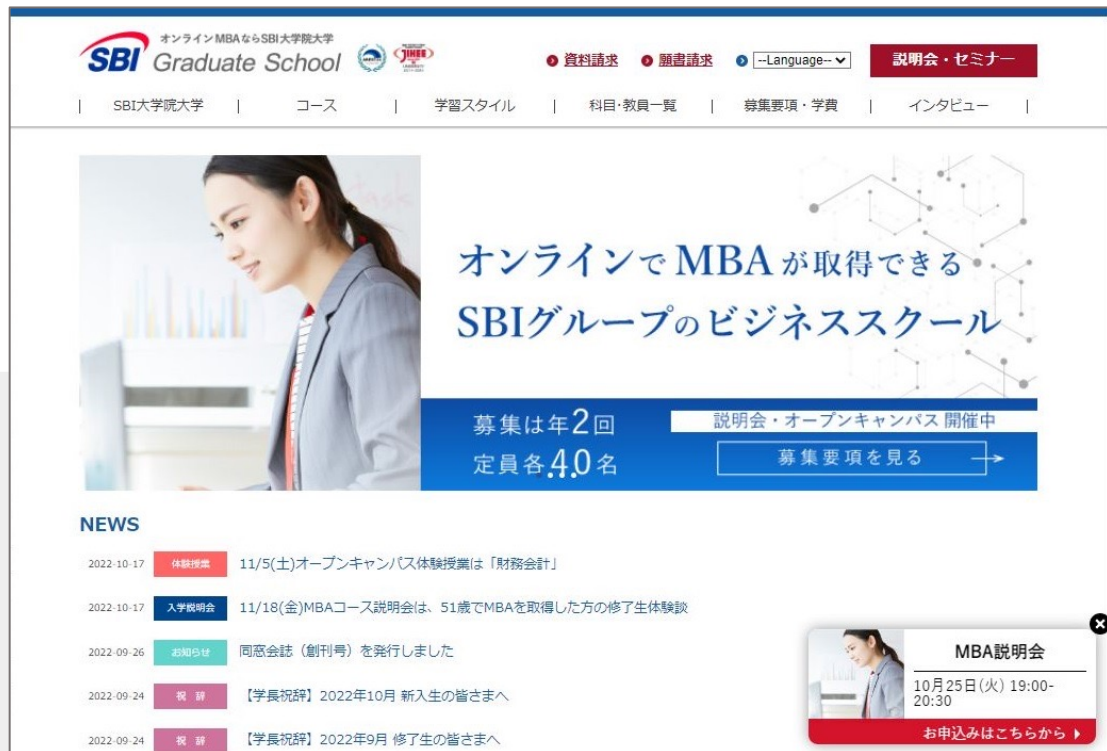 オンラインMBAならSBI大学院大学
SBI Graduate School
JIHEE
資料請求
願書請求
--Language--
説明会・セミナー
SBI大学院大学
コース
学習スタイル
科目・教員一覧
募集要項・学費
インタビュー
オンラインで MBA が取得できる
SBIグループのビジネススクール
募集は年2回
定員各40名
説明会・オープンキャンパス 開催中
募集要項を見る
NEWS
2022-10-17 体験授業 11/5(土)オープンキャンパス体験授業は「財務会計」
2022-10-17 入学説明会 11/18(金)MBAコース説明会は、51歳でMBAを取得した方の修了生体験談
2022-09-26 お知らせ 同窓会誌（創刊号）を発行しました
2022-09-24 祝 辞 【学長祝辞】2022年10月 新入生の皆さまへ
2022-09-24 祝 辞 【学長祝辞】2022年9月 修了生の皆さまへ
MBA説明会
10月25日(火) 19:00-
20:30
お申込みはこちらから